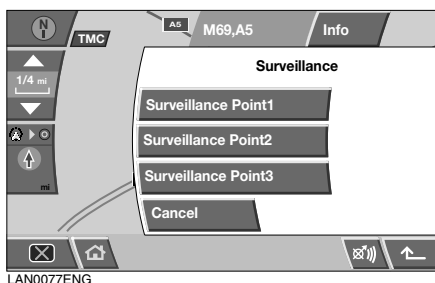 N
TMC
A5
M69,A5
Info
Surveillance
1/4 mi
Surveillance Point1
Surveillance Point2
Surveillance Point3
mi
Cancel
LAN0077ENG